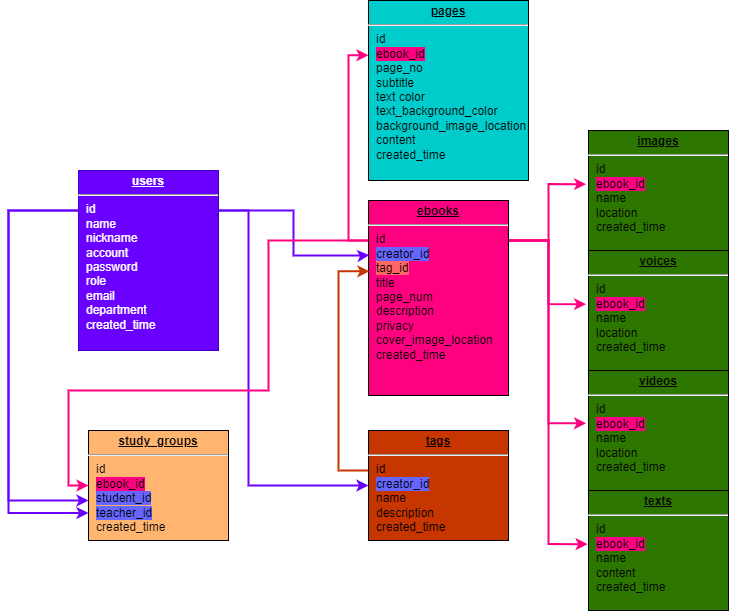 pages
id
ebook_id
page_no
subtitle
text color
text_background_color
background_image_location
content
created_time
users
id
name
nickname
account
password
role
email
department
created_time
ebooks
id
creator_id
tag_id
title
page_num
description
privacy
cover_image_location
created_time
images
id
ebook_id
name
location
created_time
voices
id
ebook_id
name
location
created_time
videos
id
ebook_id
name
location
created_time
texts
id
ebook_id
name
content
created_time
study_groups
id
ebook_id
student_id
teacher_id
created_time
tags
id
creator_id
name
description
created_time